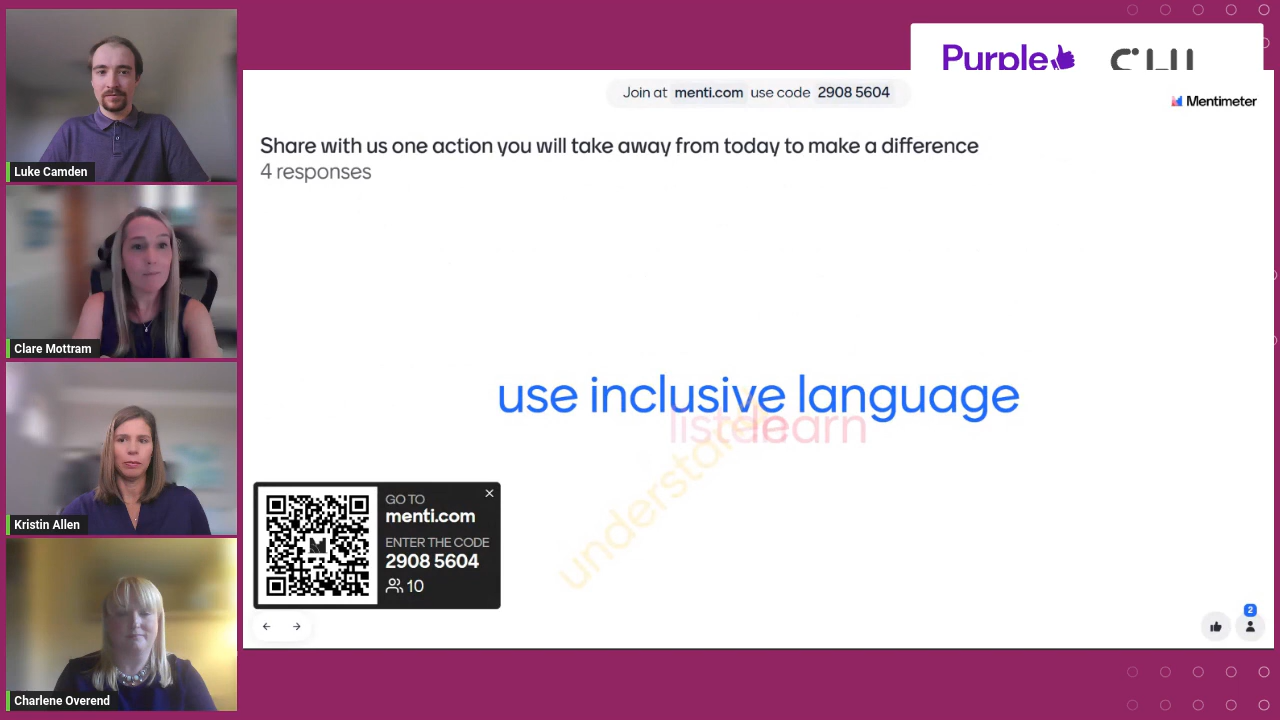 Luke Camden
Clare Mottram
Kristin Allen
Charlene Overend
Purple
Join at menti.com use code 2908 5604
Mentimeter
Share with us one action you will take away from today to make a difference
4 responses
use inclusive language
learn
GO TO
menti.com
ENTER THE CODE
2908 5604
10
2